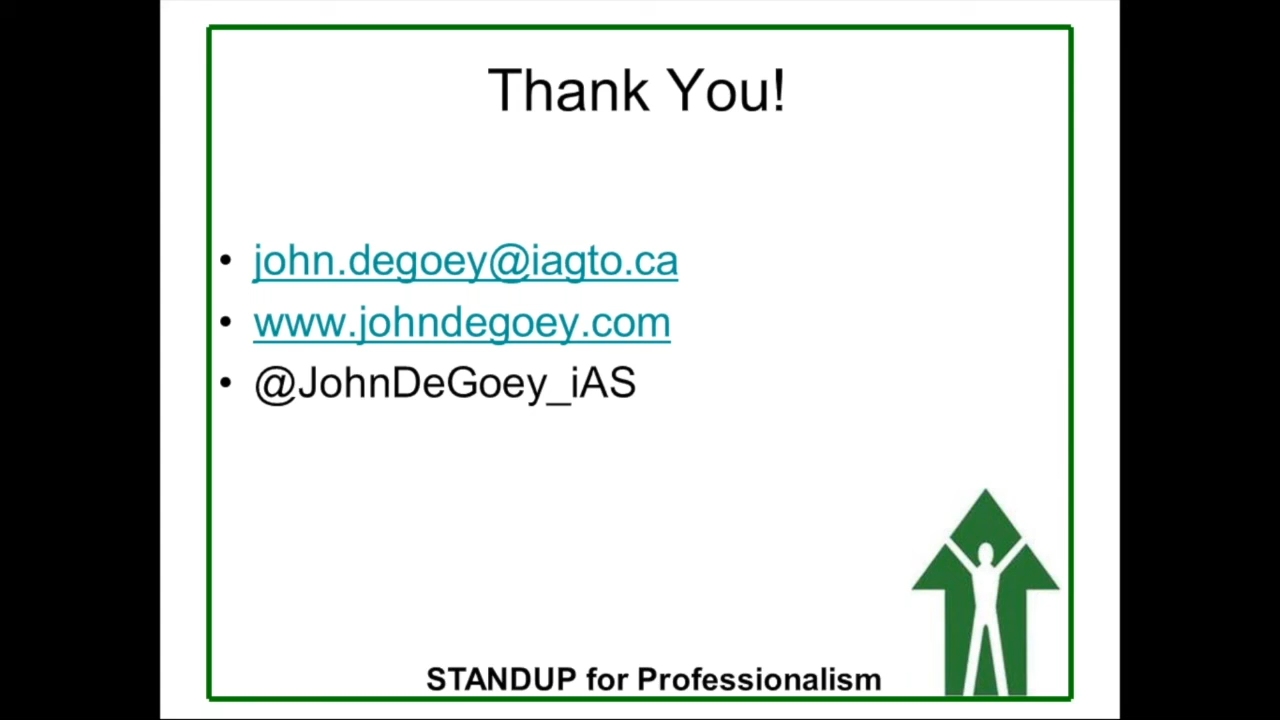 Thank You!
• john.degoey@iagto.ca
• www.johndegoey.com
• @JohnDeGoey_iAS
STANDUP for Professionalism